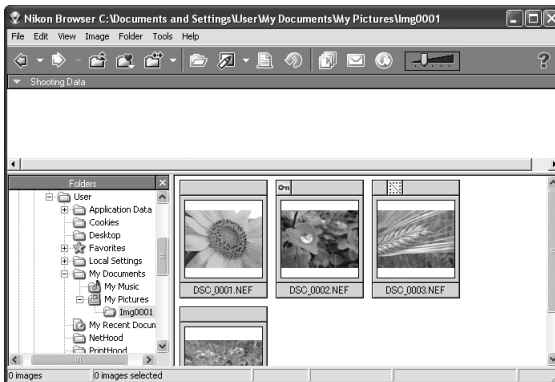 Nikon Browser C:\Documents and Settings\User\My Documents\My Pictures\Img0001
File Edit View Image Folder Tools Help
?
Shooting Data
Folders
User
Application Data
Cookies
Desktop
Favorites
Local Settings
My Documents
My Music
My Pictures
Img0001
My Recent Docun
NetHood
PrintHood
DSC_0001.NEF DSC_0002.NEF DSC_0003.NEF
0 images 0 images selected